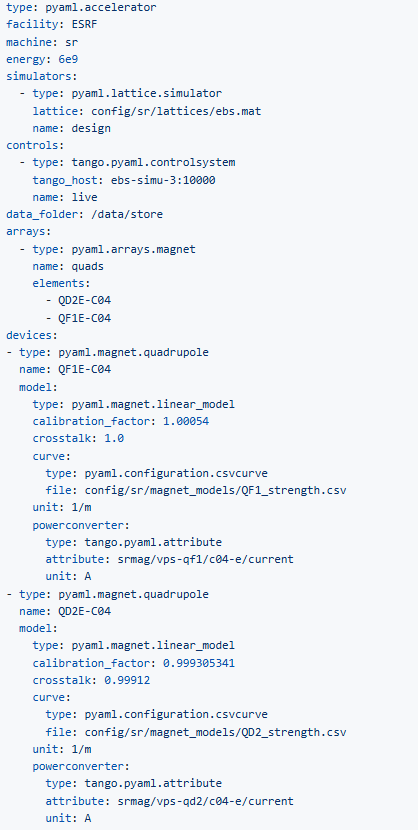 type: pyaml.accelerator
facility: ESRF
machine: sr
energy: 6e9
simulators:
  - type: pyaml.lattice.simulator
    lattice: config/sr/lattices/ebs.mat
    name: design
controls:
  - type: tango.pyaml.controlsystem
    tango_host: ebs-simu-3:10000
    name: live
data_folder: /data/store
arrays:
  - type: pyaml.arrays.magnet
    name: quads
    elements:
      - QD2E-C04
      - QF1E-C04
devices:
- type: pyaml.magnet.quadrupole
  name: QF1E-C04
  model:
    type: pyaml.magnet.linear_model
    calibration_factor: 1.00054
    crosstalk: 1.0
    curve:
      type: pyaml.configuration.csvcurve
      file: config/sr/magnet_models/QF1_strength.csv
    unit: 1/m
    powerconverter:
      type: tango.pyaml.attribute
      attribute: srmag/vps-qf1/c04-e/current
      unit: A
- type: pyaml.magnet.quadrupole
  name: QD2E-C04
  model:
    type: pyaml.magnet.linear_model
    calibration_factor: 0.999305341
    crosstalk: 0.99912
    curve:
      type: pyaml.configuration.csvcurve
      file: config/sr/magnet_models/QD2_strength.csv
    unit: 1/m
    powerconverter:
      type: tango.pyaml.attribute
      attribute: srmag/vps-qd2/c04-e/current
      unit: A